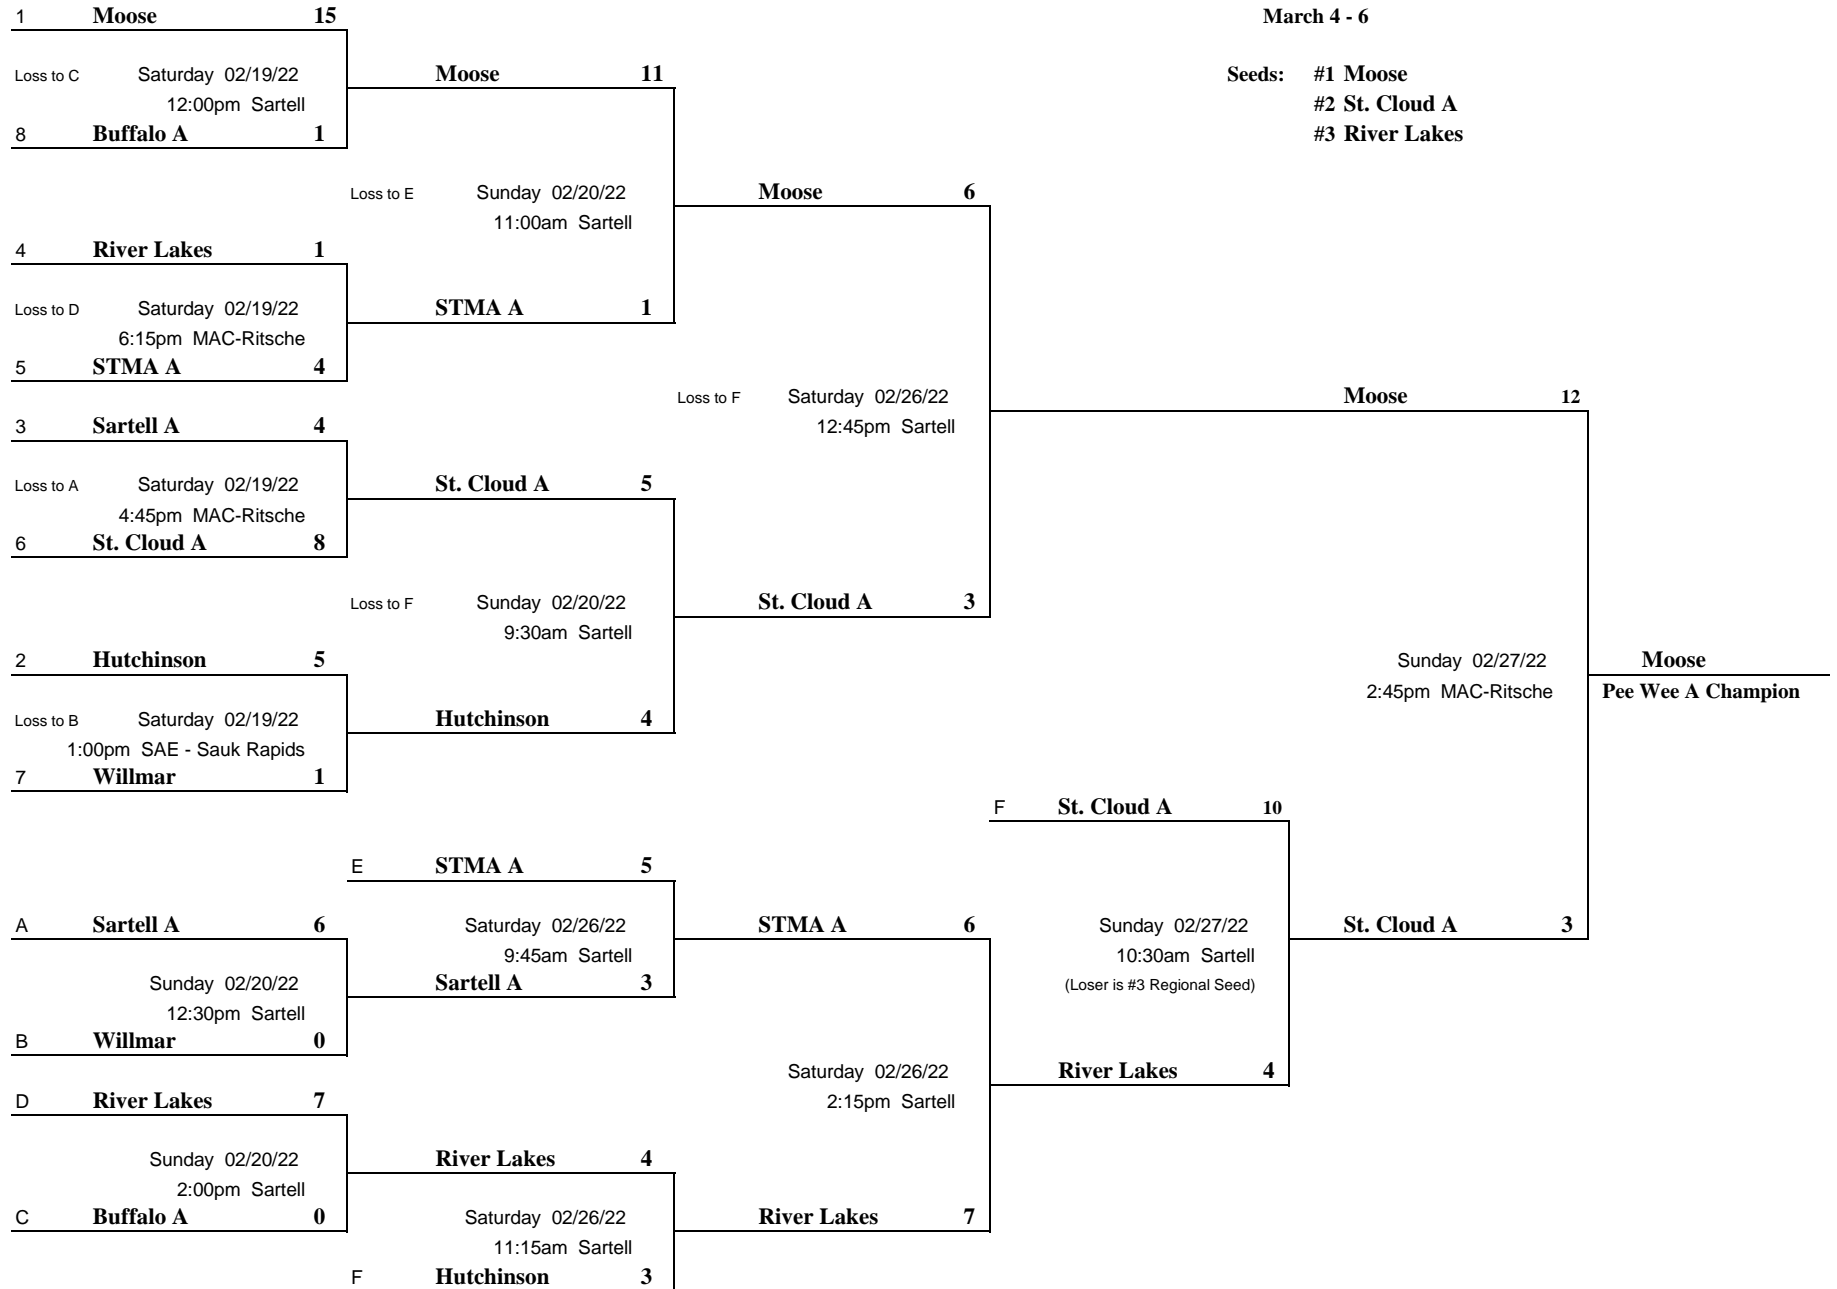 1 Moose 15
March 4 - 6
Loss to C Saturday 02/19/22 Moose 11
Seeds: #1 Moose
12:00pm Sartell
#2 St. Cloud A
8 Buffalo A 1
#3 River Lakes
Loss to E Sunday 02/20/22 Moose 6
11:00am Sartell
4 River Lakes 1
Loss to D Saturday 02/19/22 STMA A 1
6:15pm MAC-Ritsche
5 STMA A 4
Loss to F Saturday 02/26/22 Moose 12
3 Sartell A 4
12:45pm Sartell
Loss to A Saturday 02/19/22 St. Cloud A 5
4:45pm MAC-Ritsche
6 St. Cloud A 8
Loss to F Sunday 02/20/22 St. Cloud A 3
9:30am Sartell
2 Hutchinson 5
Sunday 02/27/22 Moose
2:45pm MAC-Ritsche Pee Wee A Champion
Loss to B Saturday 02/19/22 Hutchinson 4
1:00pm SAE - Sauk Rapids
7 Willmar 1
F St. Cloud A 10
E STMA A 5
A Sartell A 6
Saturday 02/26/22 STMA A 6
Sunday 02/27/22 St. Cloud A 3
9:45am Sartell
10:30am Sartell
Sunday 02/20/22 Sartell A 3
(Loser is #3 Regional Seed)
12:30pm Sartell
B Willmar 0
Saturday 02/26/22 River Lakes 4
D River Lakes 7
2:15pm Sartell
Sunday 02/20/22 River Lakes 4
2:00pm Sartell
C Buffalo A 0
Saturday 02/26/22 River Lakes 7
11:15am Sartell
F Hutchinson 3